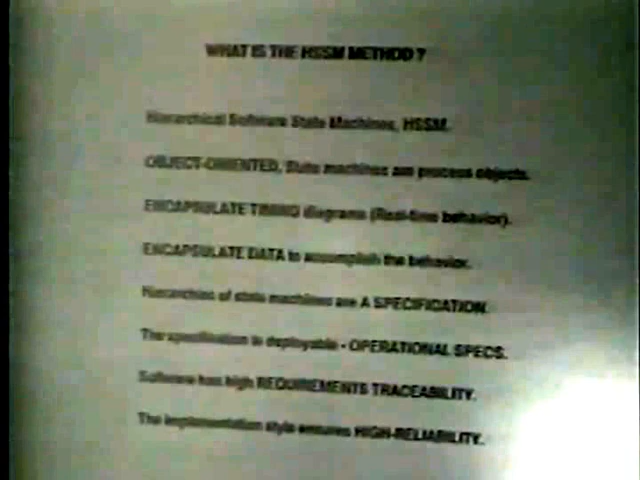 WHAT IS THE HSSM METHOD ?
Hierarchical Software State Machines, HSSM.
OBJECT-ORIENTED, State machines are process objects.
ENCAPSULATE TIMING diagrams (Real-time behavior).
ENCAPSULATE DATA to accomplish the behavior.
Hierarchies of state machines are A SPECIFICATION.
The specification is deployable - OPERATIONAL SPECS.
Software has high REQUIREMENTS TRACEABILITY.
The implementation style ensures HIGH-RELIABILITY.